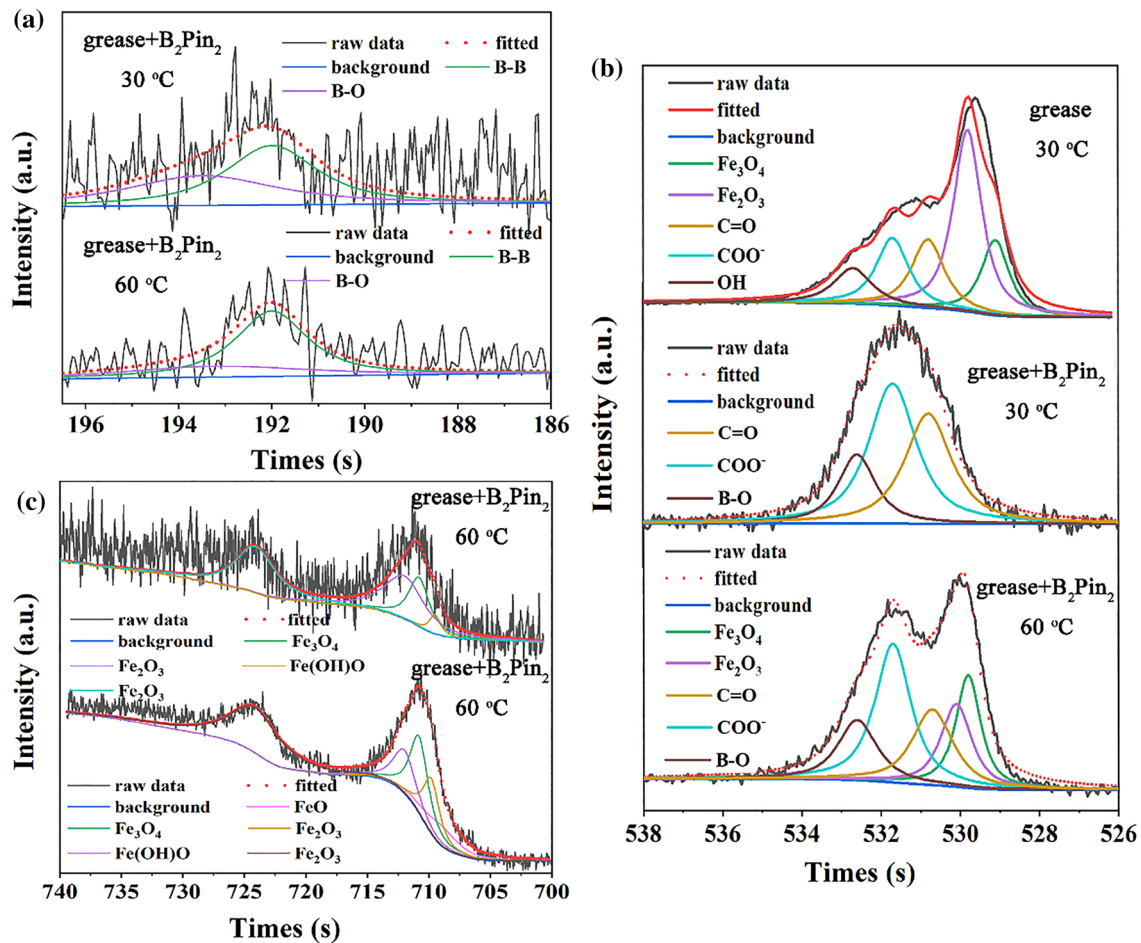 (a)
grease+B₂Pin₂
30 °C
raw data
fitted
background
B-B
B-O
grease+B₂Pin₂
60 °C
raw data
fitted
background
B-B
B-O
Intensity (a.u.)
196 194 192 190 188 186
Times (s)
(b)
raw data
fitted
background
Fe₃O₄
Fe₂O₃
C=O
COO⁻
OH
grease
30 °C
raw data
fitted
background
C=O
COO⁻
B-O
grease+B₂Pin₂
30 °C
raw data
fitted
background
Fe₃O₄
Fe₂O₃
C=O
COO⁻
B-O
grease+B₂Pin₂
60 °C
Intensity (a.u.)
Intensity (a.u.)
538 536 534 532 530 528 526
Times (s)
(c)
grease+B₂Pin₂
60 °C
raw data
fitted
background
Fe₃O₄
Fe₂O₃
Fe(OH)O
Fe₂O₃
grease+B₂Pin₂
60 °C
raw data
fitted
background
FeO
Fe₃O₄
Fe₂O₃
Fe(OH)O
Fe₂O₃
Intensity (a.u.)
740 735 730 725 720 715 710 705 700
Times (s)